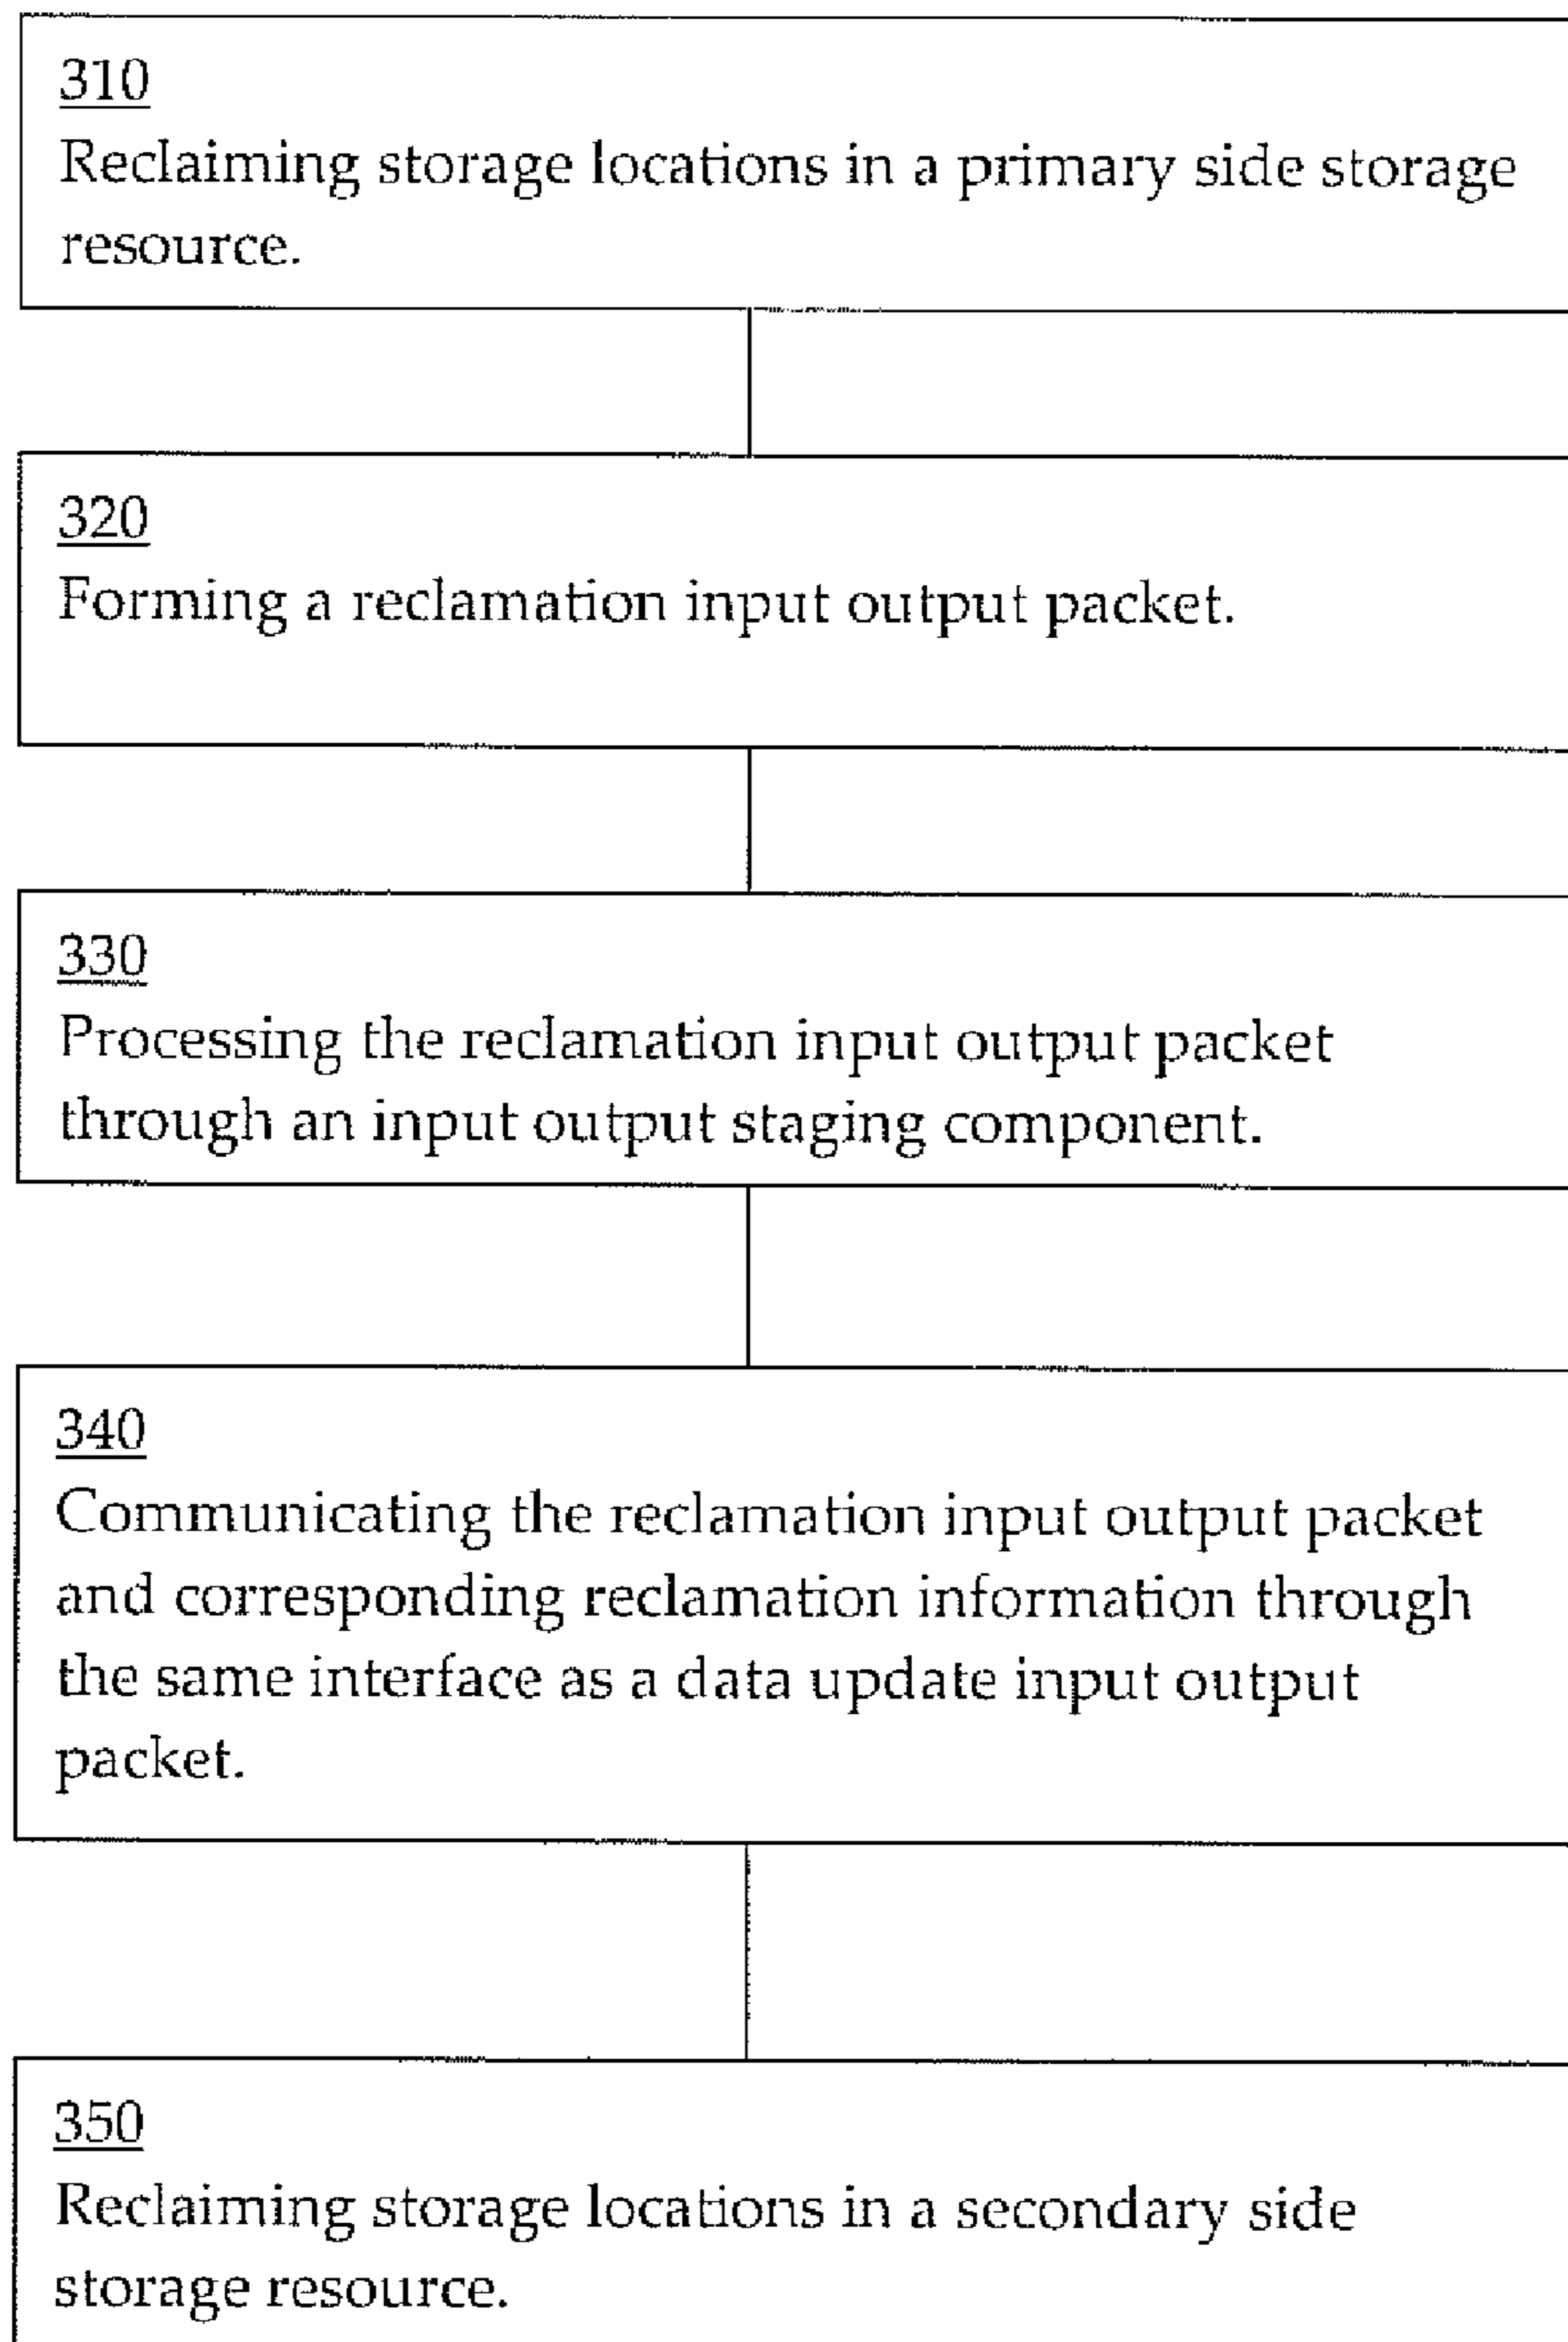 310
Reclaiming storage locations in a primary side storage
resource.
320
Forming a reclamation input output packet.
330
Processing the reclamation input output packet
through an input output staging component.
340
Communicating the reclamation input output packet
and corresponding reclamation information through
the same interface as a data update input output
packet.
350
Reclaiming storage locations in a secondary side
storage resource.